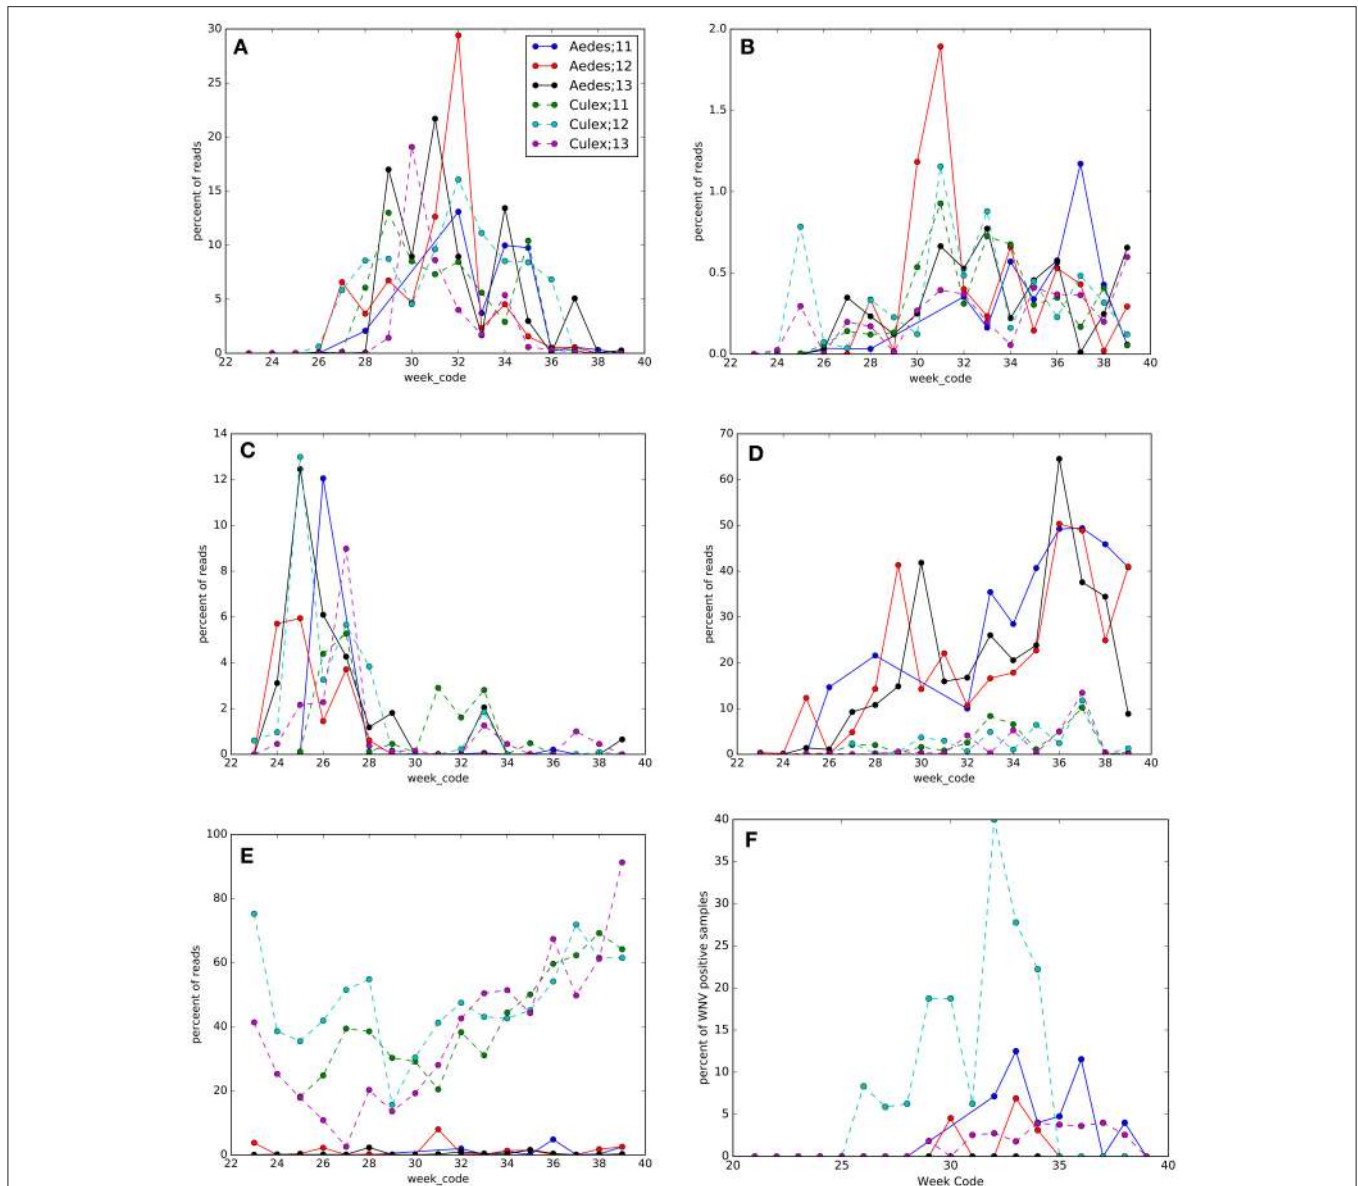 A
30
25
20
15
10
5
0
perceent of reads
22 24 26 28 30 32 34 36 38 40
week_code
Aedes;11
Aedes;12
Aedes;13
Culex;11
Culex;12
Culex;13
B
2.0
1.5
1.0
0.5
0.0
perceent of reads
22 24 26 28 30 32 34 36 38 40
week_code
C
14
12
10
8
6
4
2
0
perceent of reads
22 24 26 28 30 32 34 36 38 40
week_code
D
70
60
50
40
30
20
10
0
perceent of reads
22 24 26 28 30 32 34 36 38 40
week_code
E
100
80
60
40
20
0
perceent of reads
22 24 26 28 30 32 34 36 38 40
week_code
F
40
35
30
25
20
15
10
5
0
percent of WNV positive samples
20 25 30 35 40
Week Code